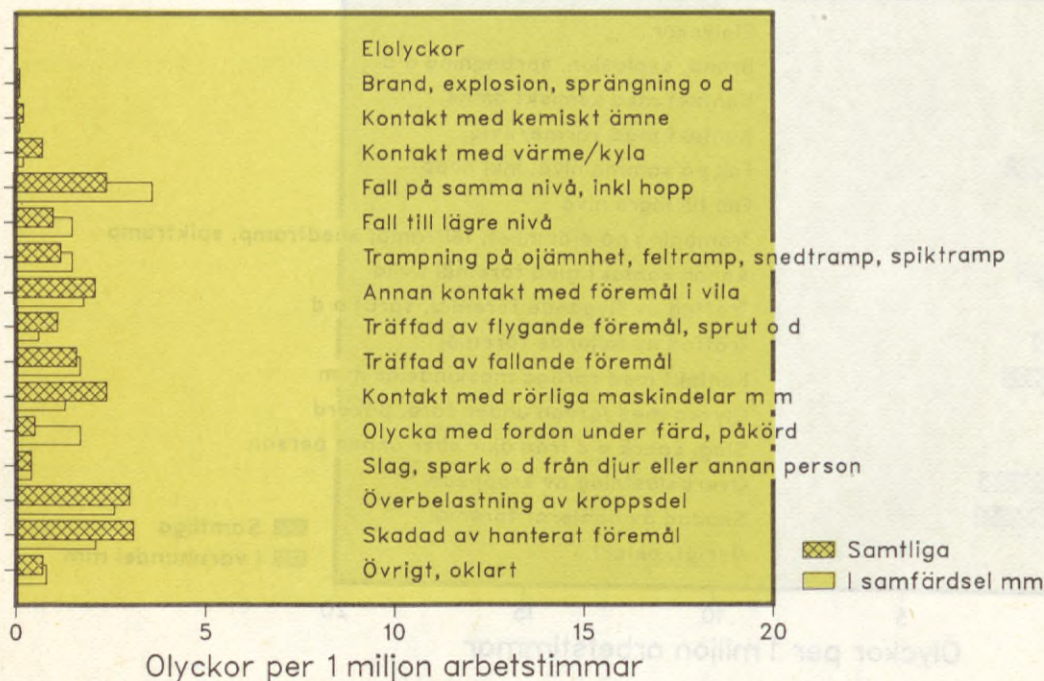 Elolyckor
Brand, explosion, sprängning o d
Kontakt med kemiskt ämne
Kontakt med värme/kyla
Fall på samma nivå, inkl hopp
Fall till lägre nivå
Trampning på ojämnhet, feltramp, snedtramp, spiktramp
Annan kontakt med föremål i vila
Träffad av flygande föremål, sprut o d
Träffad av fallande föremål
Kontakt med rörliga maskindelar m m
Olycka med fordon under färd, påkörd
Slag, spark o d från djur eller annan person
Överbelastning av kroppsdel
Skadad av hanterat föremål
Övrigt, oklart
Samtliga
I samfärdsel mm
0 5 10 15 20
Olyckor per 1 miljon arbetstimmar